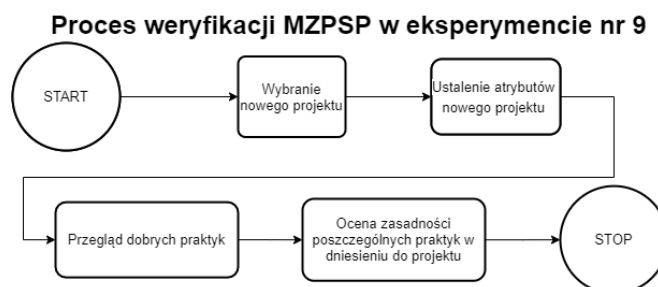 Proces weryfikacji MZPSP w eksperymencie nr 9
START
Wybranie
nowego projektu
Ustalenie atrybutów
nowego projektu
Przegląd dobrych praktyk
Ocena zasadności
poszczególnych praktyk w
dniesieniu do projektu
STOP